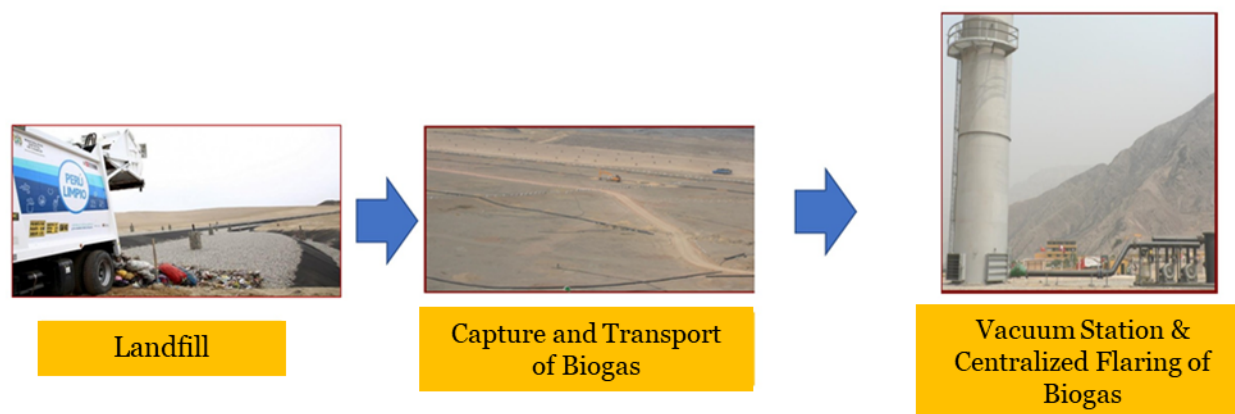 PERÚ
LIMPIO
Landfill
Capture and Transport
of Biogas
Vacuum Station &
Centralized Flaring of
Biogas